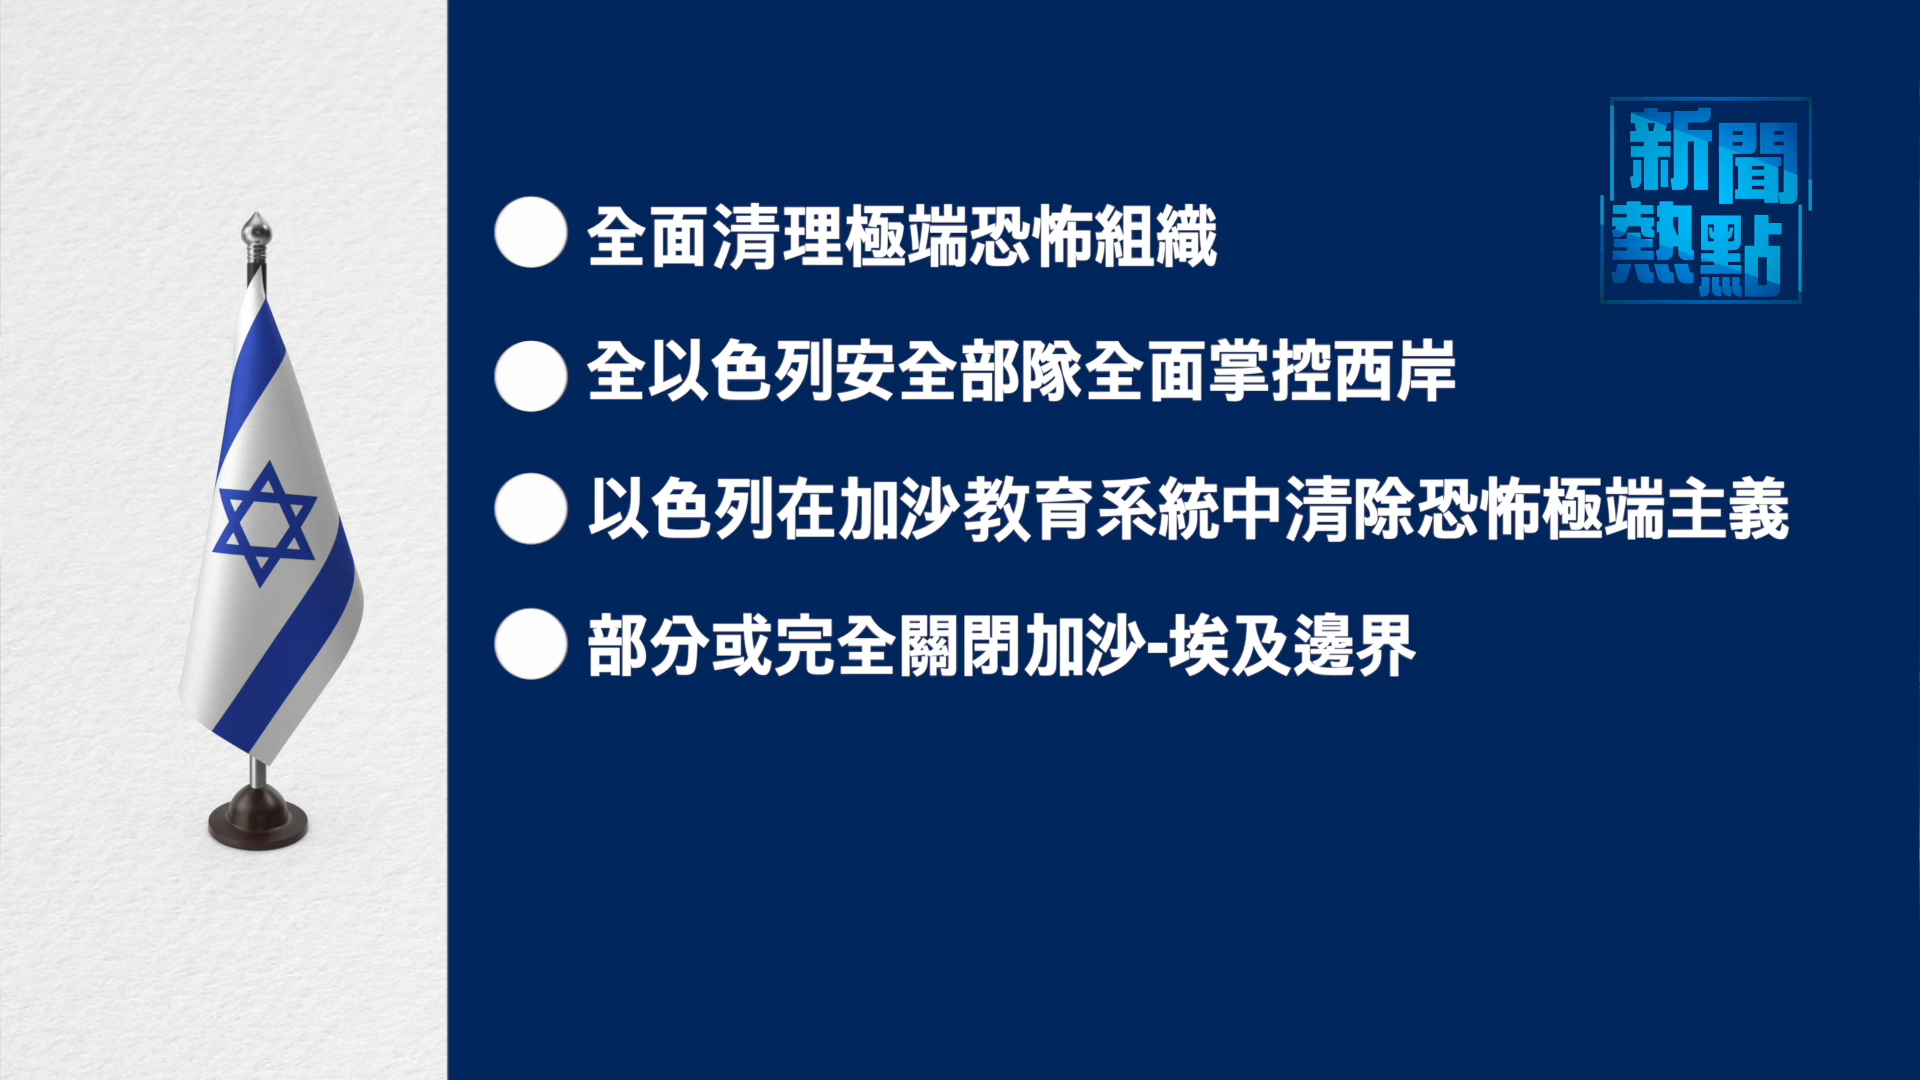 新聞
熱點
全面清理極端恐怖組織
全以色列安全部隊全面掌控西岸
以色列在加沙教育系統中清除恐怖極端主義
部分或完全關閉加沙-埃及邊界